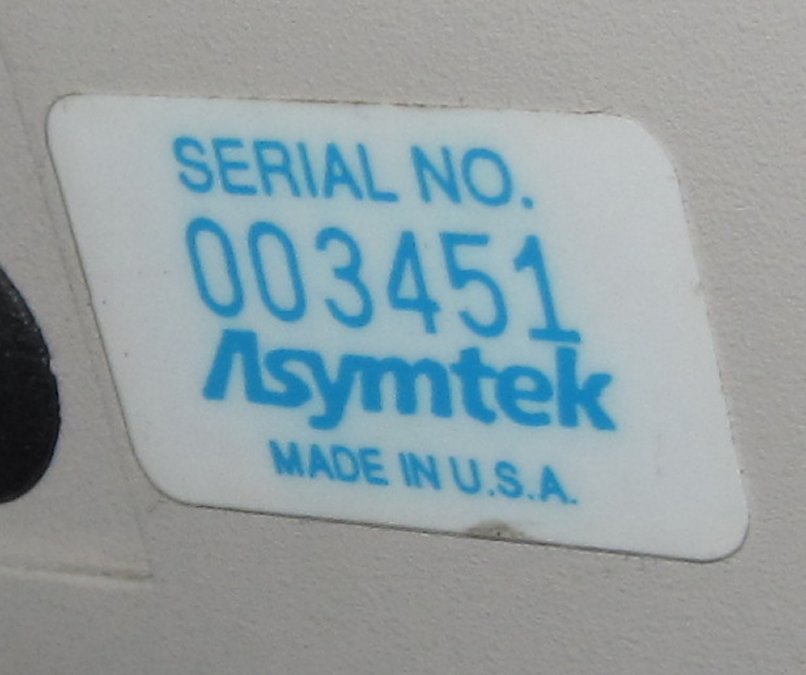 SERIAL NO.
003451
Asymtek
MADE IN U.S.A.